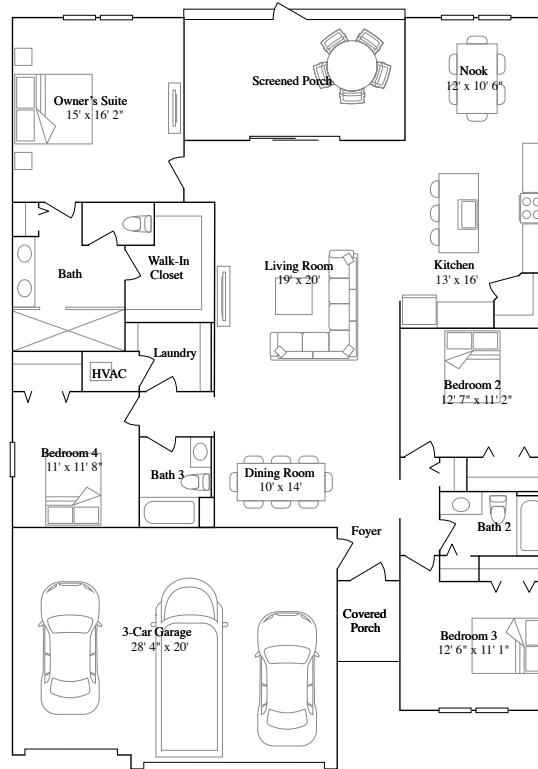 Screened Porch
Nook
12' x 10' 6"
Owner's Suite
15' x 16' 2"
Bath
Walk-In
Closet
Living Room
19' x 20'
Kitchen
13' x 16'
Laundry
HVAC
Bedroom 2
12' 7" x 11' 2"
Bedroom 4
11' x 11' 8"
Bath 3
Dining Room
10' x 14'
Foyer
Bath 2
Covered
Porch
3-Car Garage
28' 4" x 20'
Bedroom 3
12' 6" x 11' 1"